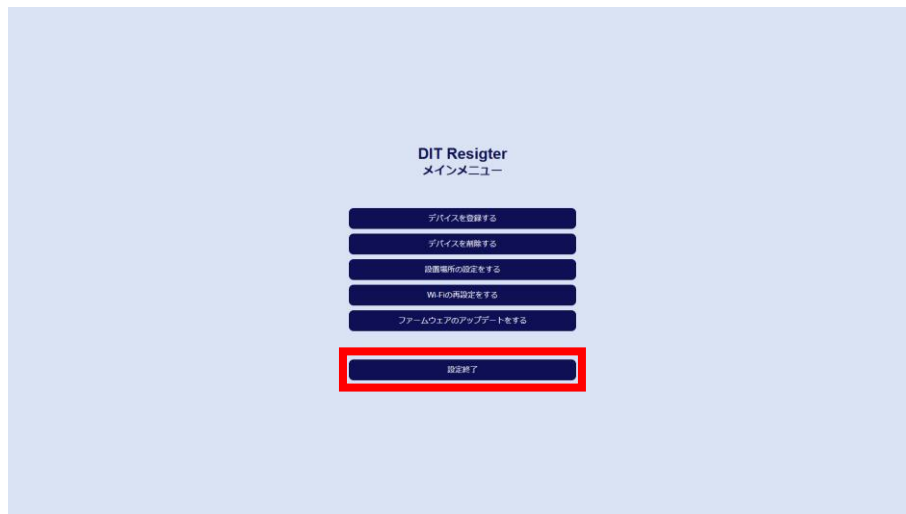 DIT Resigter
メインメニュー
デバイスを登録する
デバイスを削除する
設置場所の設定をする
Wi-Fiの再設定をする
ファームウェアのアップデートをする
設定終了